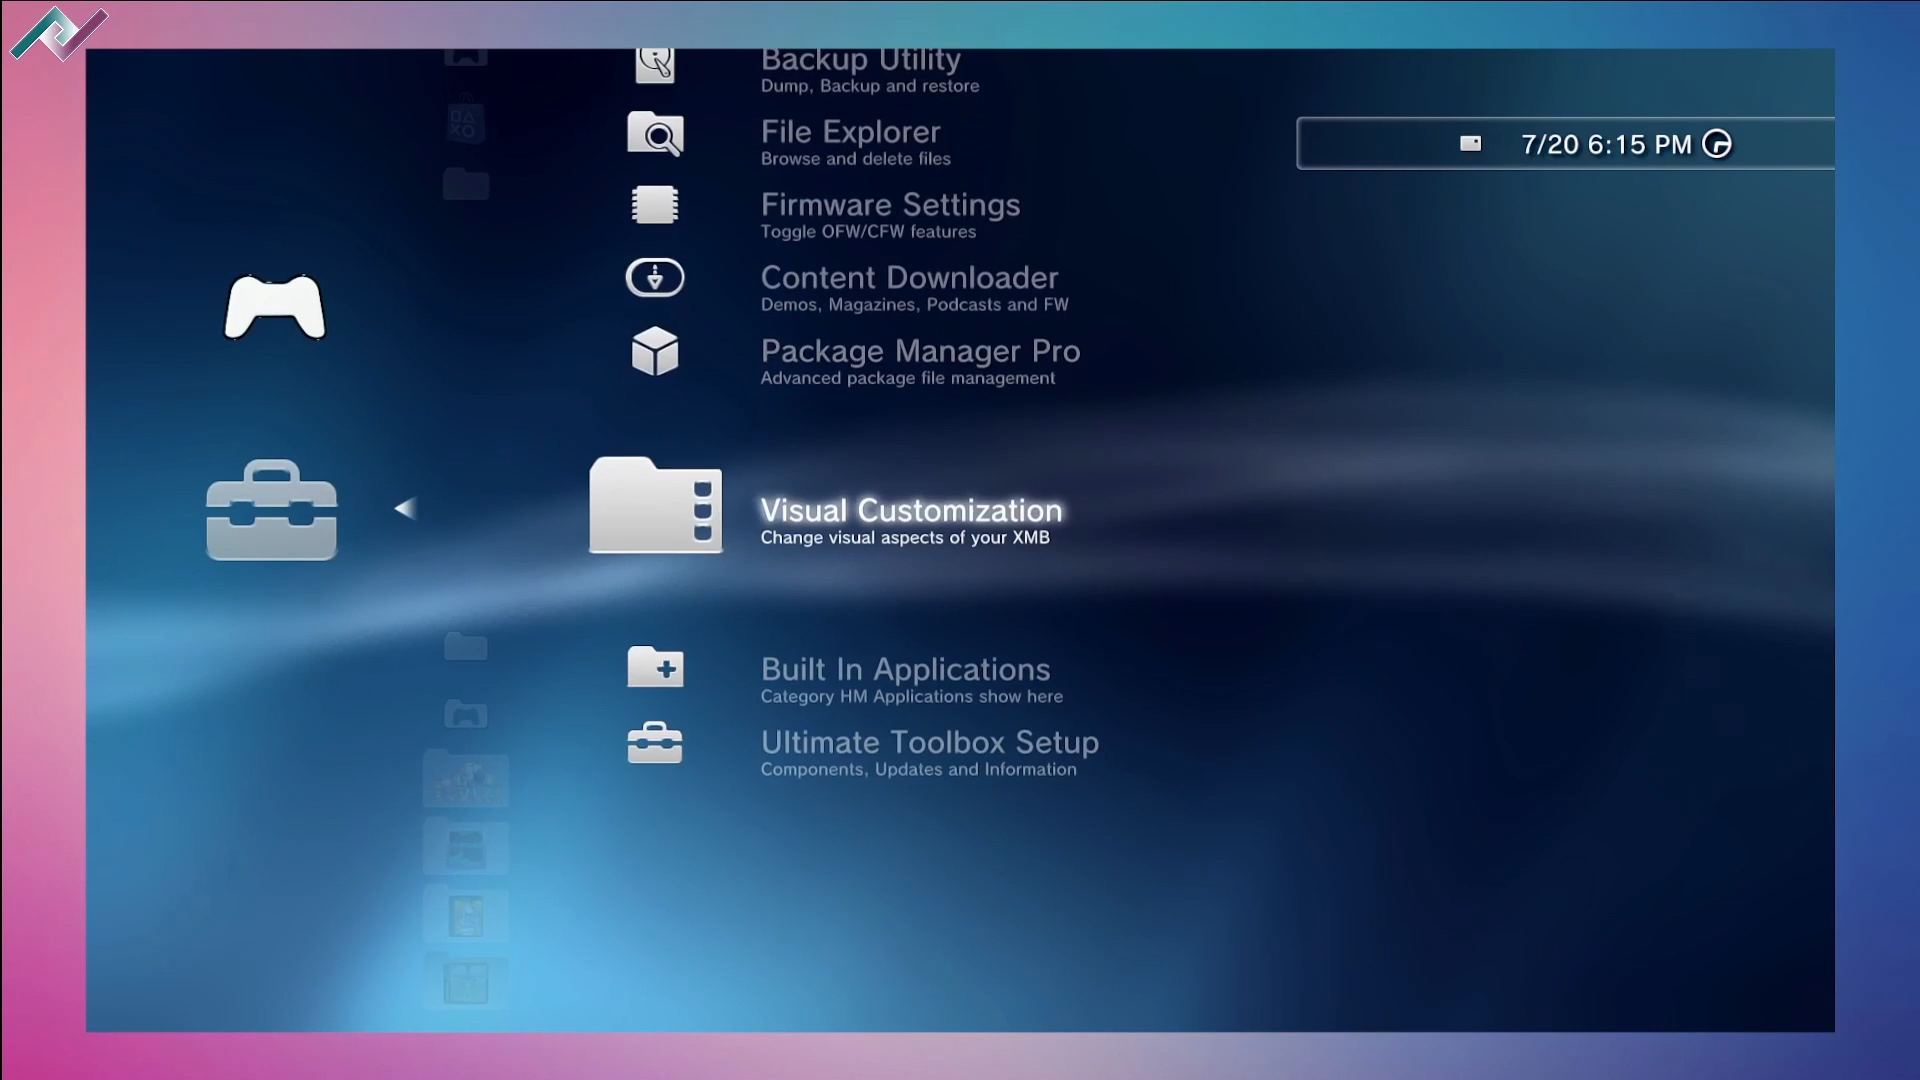 Backup Utility
Dump, Backup and restore
File Explorer
Browse and delete files
7/20 6:15 PM
Firmware Settings
Toggle OFW/CFW features
Content Downloader
Demos, Magazines, Podcasts and FW
Package Manager Pro
Advanced package file management
Visual Customization
Change visual aspects of your XMB
Built In Applications
Category HM Applications show here
Ultimate Toolbox Setup
Components, Updates and Information